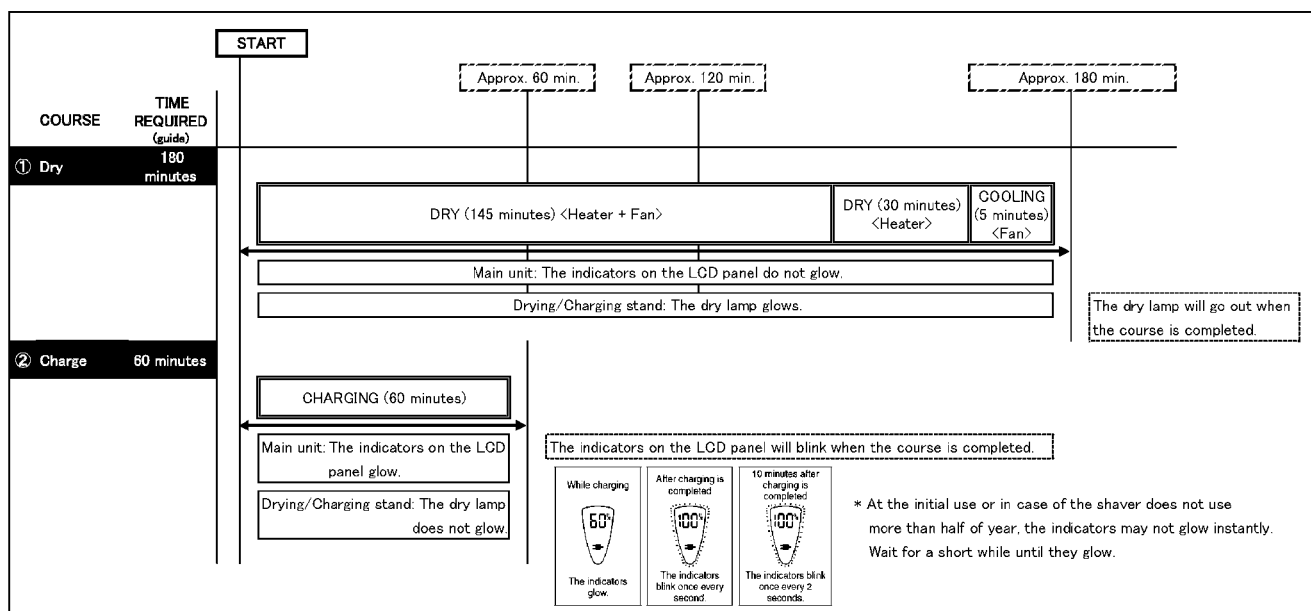 START
Approx. 60 min.
Approx. 120 min.
Approx. 180 min.
COURSE
TIME
REQUIRED
(guide)
① Dry
180
minutes
DRY (145 minutes) <Heater + Fan>
DRY (30 minutes)
<Heater>
COOLING
(5 minutes)
<Fan>
Main unit: The indicators on the LCD panel do not glow.
Drying/Charging stand: The dry lamp glows.
The dry lamp will go out when
the course is completed.
② Charge
60 minutes
CHARGING (60 minutes)
Main unit: The indicators on the LCD
panel glow.
Drying/Charging stand: The dry lamp
does not glow.
The indicators on the LCD panel will blink when the course is completed.
While charging
60%
The indicators
glow.
After charging is
completed
100%
The indicators
blink once every
second.
10 minutes after
charging is
completed
100%
The indicators blink
once every 2
seconds.
* At the initial use or in case of the shaver does not use
more than half of year, the indicators may not glow instantly.
Wait for a short while until they glow.